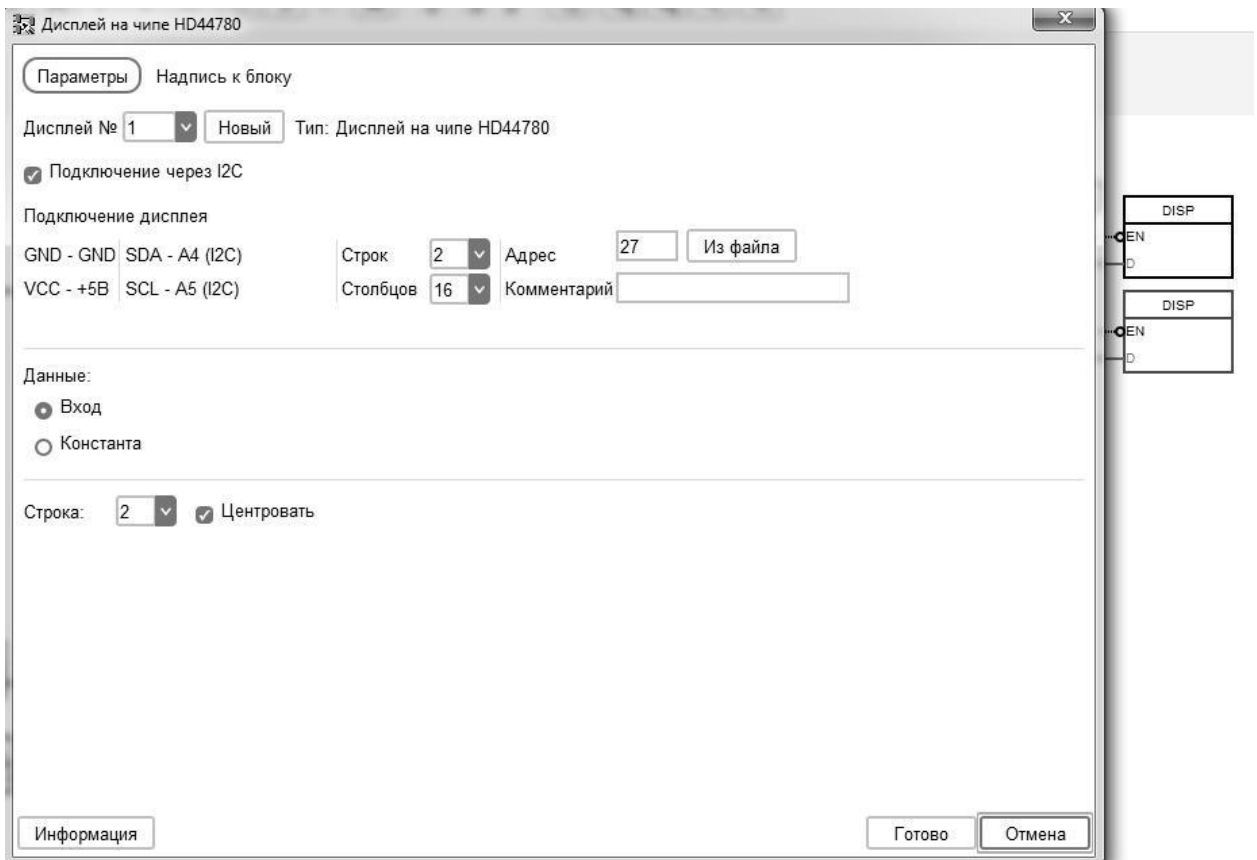 Дисплей на чипе HD44780
x
Параметры Надпись к блоку
Дисплей № 1 Новый Тип: Дисплей на чипе HD44780
Подключение через I2C
Подключение дисплея
GND - GND SDA - A4 (I2C) Строк 2 Адрес 27 Из файла
VCC - +5В SCL - A5 (I2C) Столбцов 16 Комментарий
Данные:
Вход
Константа
Строка: 2 Центровать
Информация Готово Отмена
DISP
EN
D
DISP
EN
D